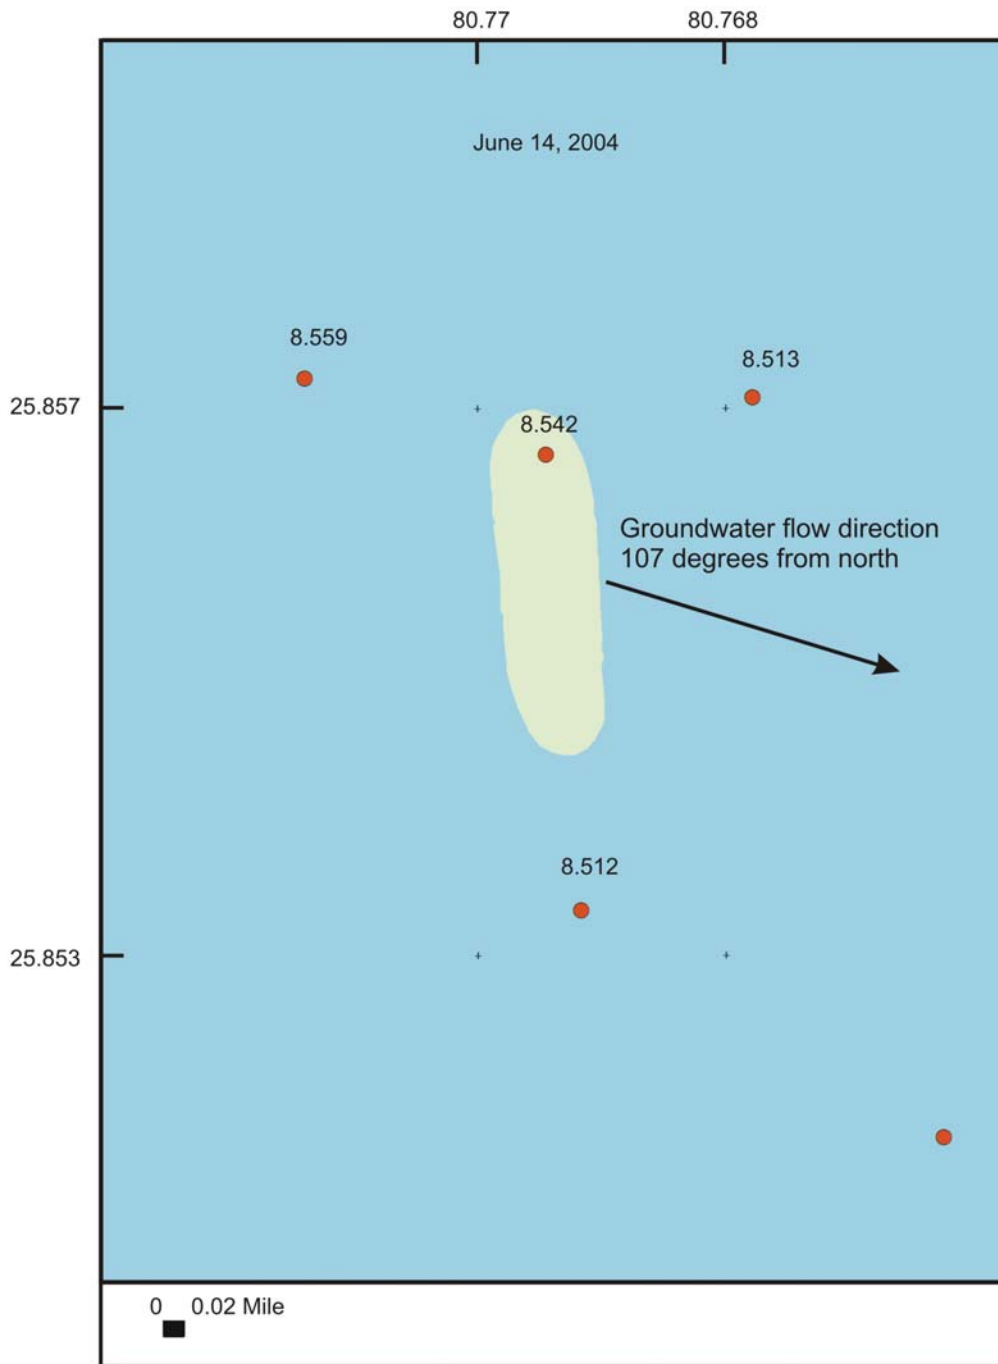 80.77 80.768
June 14, 2004
8.559
8.513
25.857
8.542
Groundwater flow direction
107 degrees from north
8.512
25.853
0 0.02 Mile